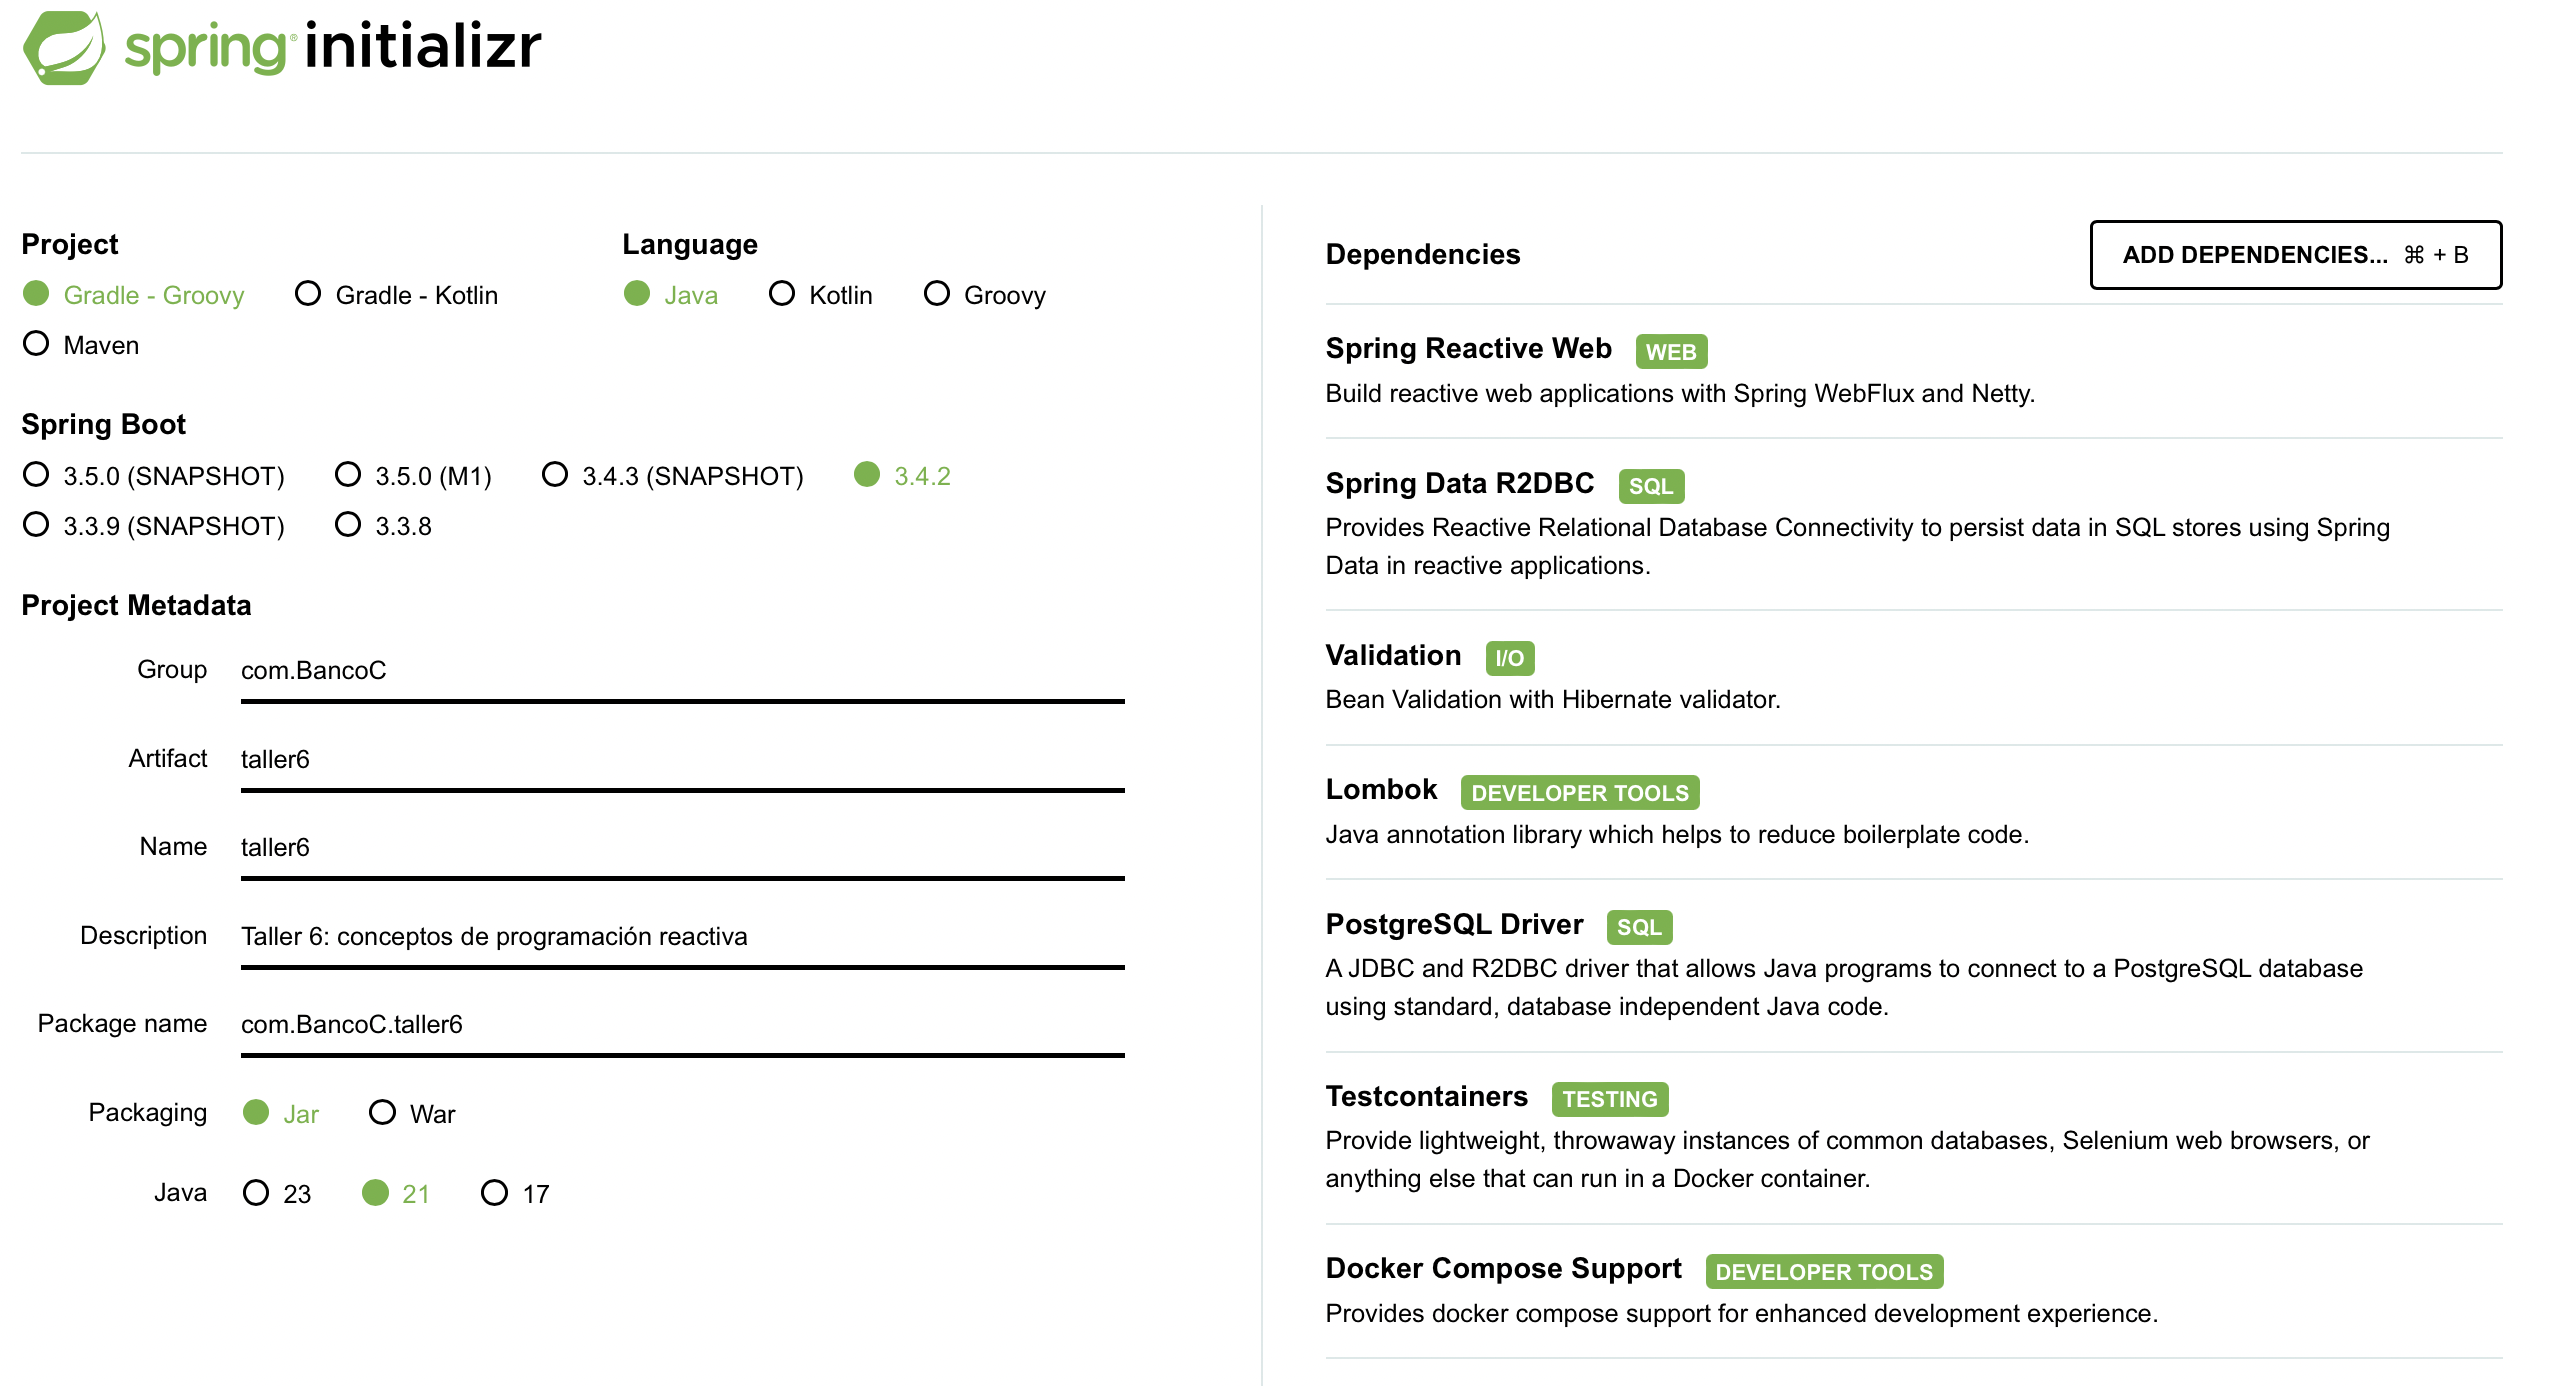 spring® initializr
Project
Gradle - Groovy
Gradle - Kotlin
Maven
Language
Java
Kotlin
Groovy
Spring Boot
3.5.0 (SNAPSHOT)
3.5.0 (M1)
3.4.3 (SNAPSHOT)
3.4.2
3.3.9 (SNAPSHOT)
3.3.8
Project Metadata
Group com.BancoC
Artifact taller6
Name taller6
Description Taller 6: conceptos de programación reactiva
Package name com.BancoC.taller6
Packaging Jar War
Java 23 21 17
Dependencies
ADD DEPENDENCIES... ⌘ + B
Spring Reactive Web WEB
Build reactive web applications with Spring WebFlux and Netty.
Spring Data R2DBC SQL
Provides Reactive Relational Database Connectivity to persist data in SQL stores using Spring
Data in reactive applications.
Validation I/O
Bean Validation with Hibernate validator.
Lombok DEVELOPER TOOLS
Java annotation library which helps to reduce boilerplate code.
PostgreSQL Driver SQL
A JDBC and R2DBC driver that allows Java programs to connect to a PostgreSQL database
using standard, database independent Java code.
Testcontainers TESTING
Provide lightweight, throwaway instances of common databases, Selenium web browsers, or
anything else that can run in a Docker container.
Docker Compose Support DEVELOPER TOOLS
Provides docker compose support for enhanced development experience.